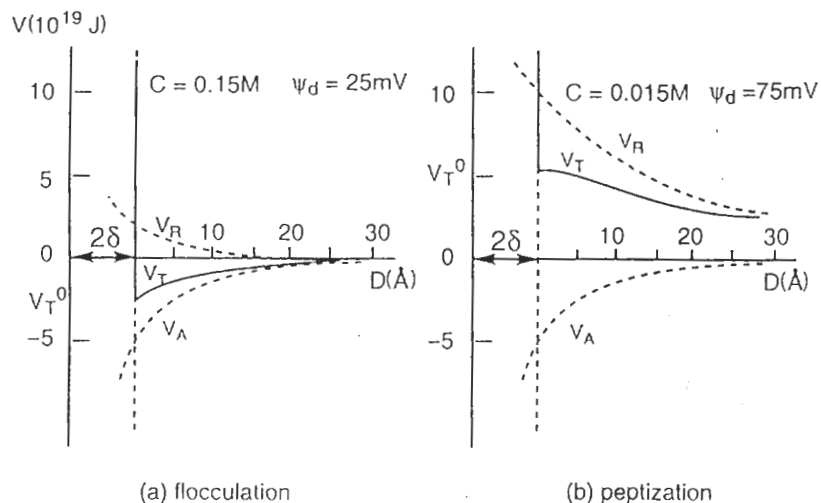 V(10¹⁹ J)
10
C = 0.15M ψd = 25mV
5
VR
2δ
10 20 30
0
VT
D(Å)
VT⁰
VA
-5
(a) flocculation
10
C = 0.015M ψd = 75mV
VR
VT⁰
VT
2δ
10 20 30
0
D(Å)
-5
VA
(b) peptization